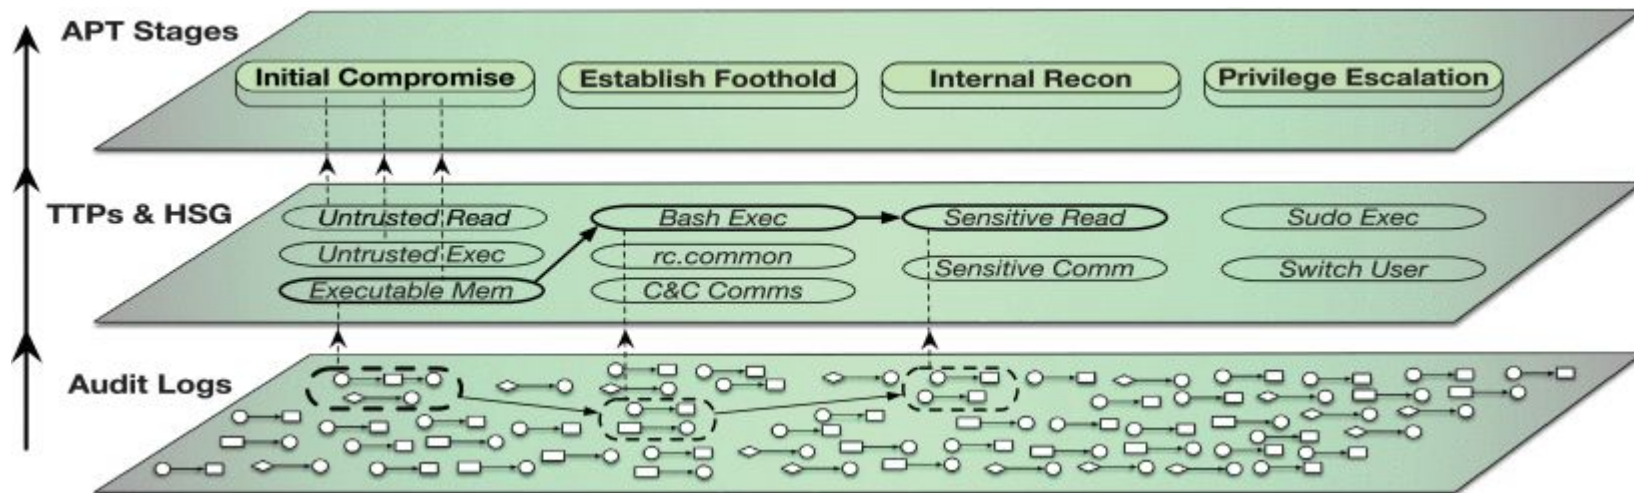 APT Stages
Initial Compromise
Establish Foothold
Internal Recon
Privilege Escalation
TTPs & HSG
Untrusted Read
Bash Exec
Sensitive Read
Sudo Exec
Untrusted Exec
rc.common
Sensitive Comm
Switch User
Executable Mem
C&C Comms
Audit Logs